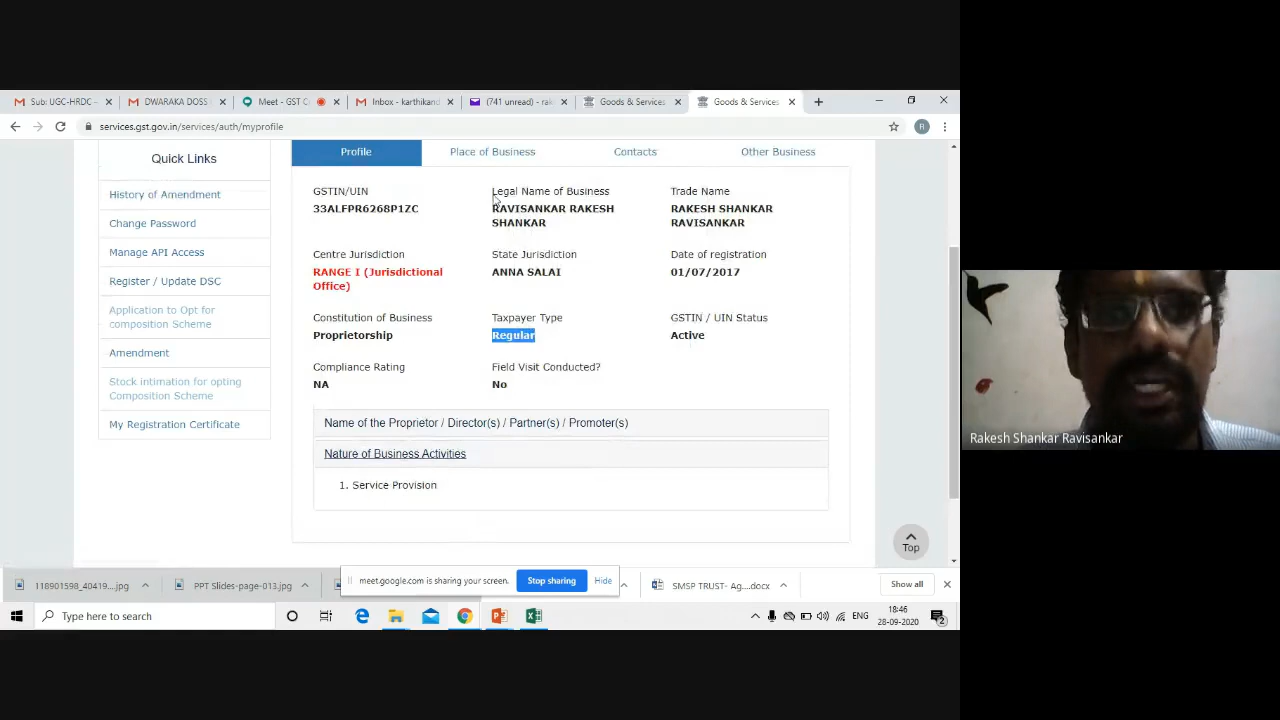 Sub: UGC-HRDC -
DWARAKA DOSS
Meet - GST C
Inbox - karthikand
(741 unread) - rak
Goods & Services
Goods & Services
services.gst.gov.in/services/auth/myprofile
R
Quick Links
History of Amendment
Change Password
Manage API Access
Register / Update DSC
Application to Opt for
composition Scheme
Amendment
Stock intimation for opting
Composition Scheme
My Registration Certificate
Profile
Place of Business
Contacts
Other Business
GSTIN/UIN
33ALFPR6268P1ZC
Legal Name of Business
RAVISANKAR RAKESH
SHANKAR
Trade Name
RAKESH SHANKAR
RAVISANKAR
Centre Jurisdiction
RANGE I (Jurisdictional
Office)
State Jurisdiction
ANNA SALAI
Date of registration
01/07/2017
Constitution of Business
Proprietorship
Taxpayer Type
Regular
GSTIN / UIN Status
Active
Compliance Rating
NA
Field Visit Conducted?
No
Name of the Proprietor / Director(s) / Partner(s) / Promoter(s)
Nature of Business Activities
1. Service Provision
Top
Rakesh Shankar Ravisankar
118901598_40419....jpg
PPT Slides-page-013.jpg
meet.google.com is sharing your screen.
Stop sharing
Hide
SMSP TRUST- Ag....docx
Show all
Type here to search
ENG
18:46
28-09-2020
2